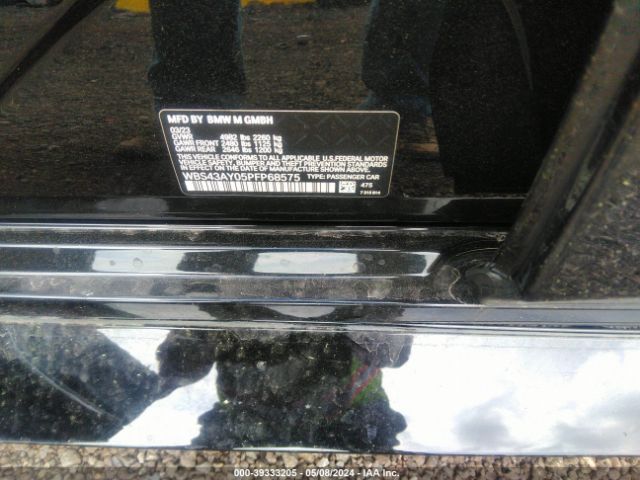 MFD BY BMW M GMBH
03/23
GVWR 4982 lbs 2260 kg
GAWR FRONT 2480 lbs 1125 kg
GAWR REAR 2646 lbs 1200 kg
THIS VEHICLE CONFORMS TO ALL APPLICABLE U.S.FEDERAL MOTOR
VEHICLE SAFETY, BUMPER AND THEFT PREVENTION STANDARDS
IN EFFECT ON THE DATE OF MANUFACTURE SHOWN ABOVE.
WBS43AY05PFP68575 TYPE: PASSENGER CAR
475
000-39333205 - 05/08/2024 - IAA Inc.